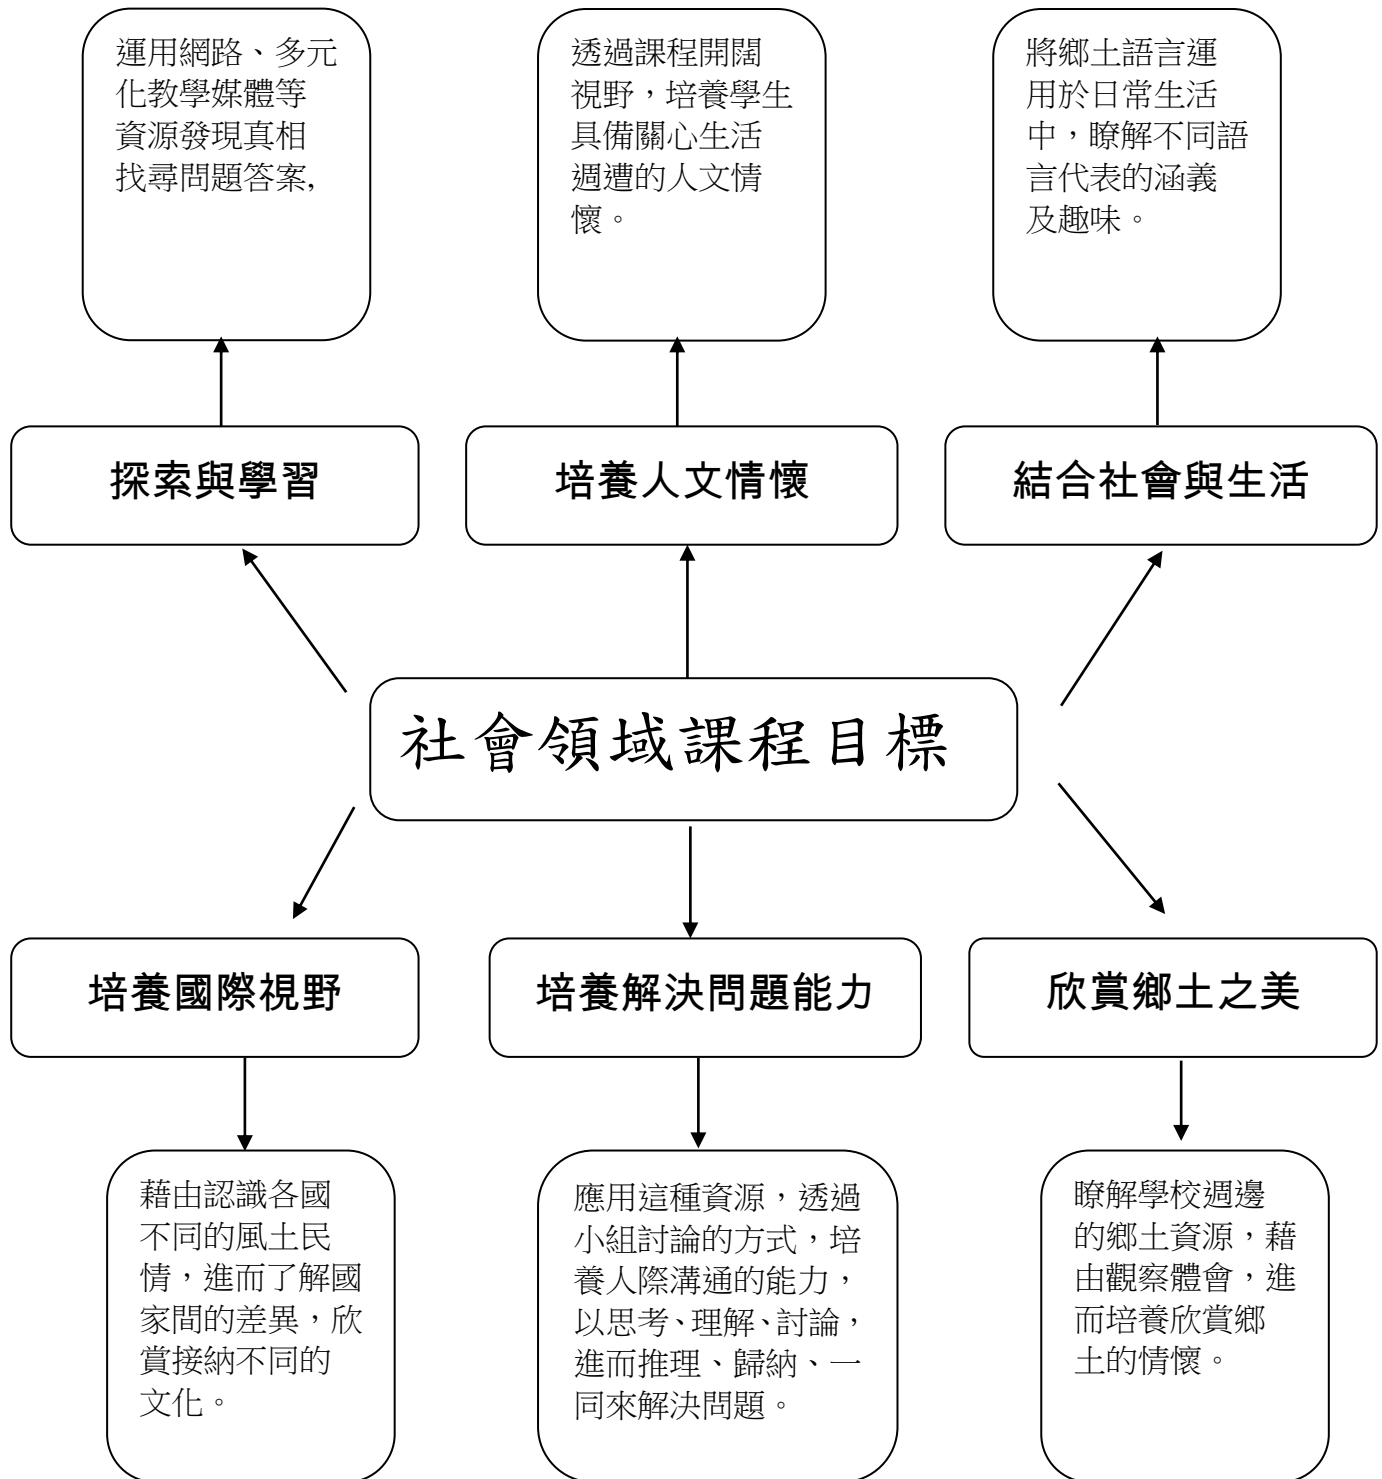 運用網路、多元
化教學媒體等
資源發現真相
找尋問題答案,
透過課程開闊
視野，培養學生
具備關心生活
週遭的人文情
懷。
將鄉土語言運
用於日常生活
中，瞭解不同語
言代表的涵義
及趣味。
探索與學習
培養人文情懷
結合社會與生活
社會領域課程目標
培養國際視野
培養解決問題能力
欣賞鄉土之美
藉由認識各國
不同的風土民
情，進而了解國
家間的差異，欣
賞接納不同的
文化。
應用這種資源，透過
小組討論的方式，培
養人際溝通的能力，
以思考、理解、討論，
進而推理、歸納、一
同來解決問題。
瞭解學校週邊
的鄉土資源，藉
由觀察體會，進
而培養欣賞鄉
土的情懷。